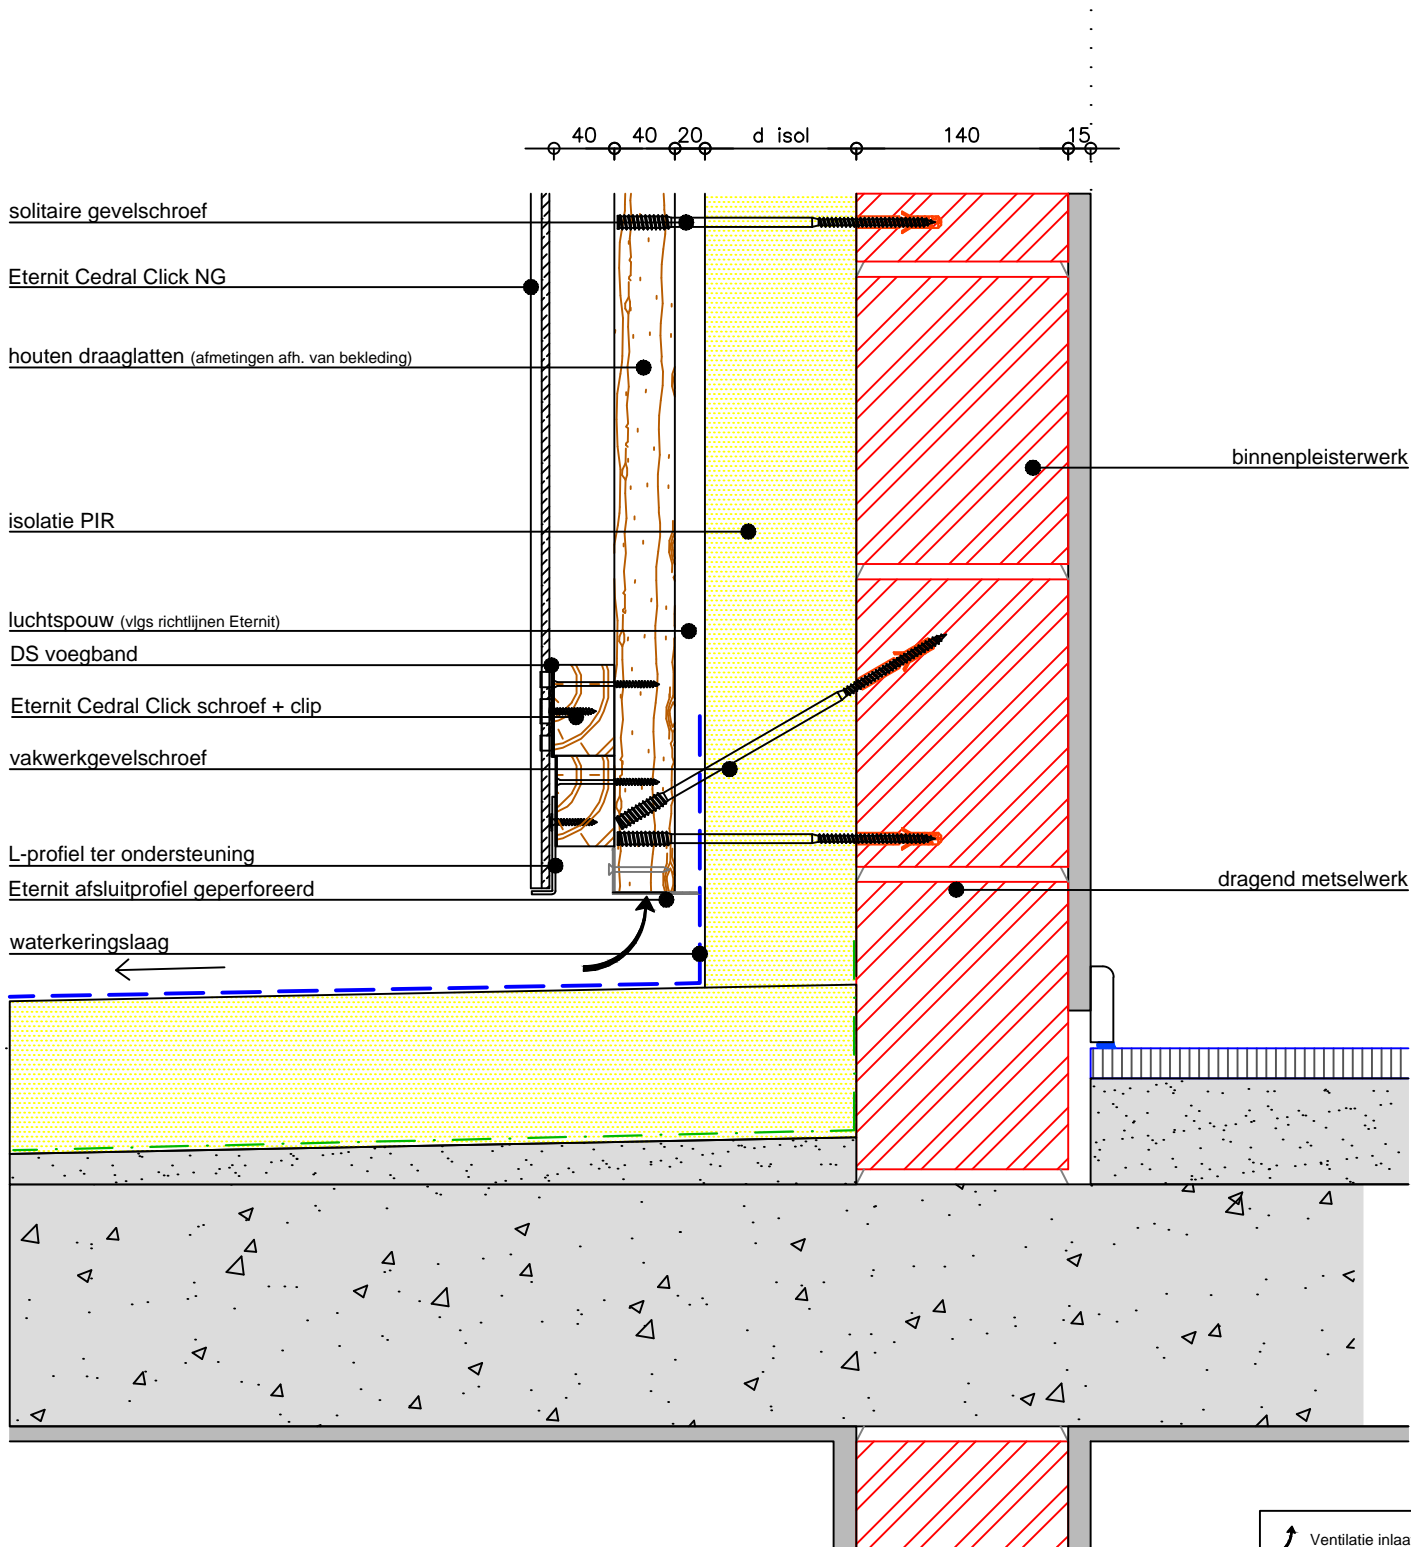 40 40 20 d isol 140 15
solitaire gevelschroef
Eternit Cedral Click NG
houten draaglatten (afmetingen afh. van bekleding)
binnenpleisterwerk
isolatie PIR
luchtspouw (vlgs richtlijnen Eternit)
DS voegband
Eternit Cedral Click schroef + clip
vakwerkgevelschroef
L-profiel ter ondersteuning
dragend metselwerk
Eternit afsluitprofiel geperforeerd
waterkeringslaag
Ventilatie inlaa